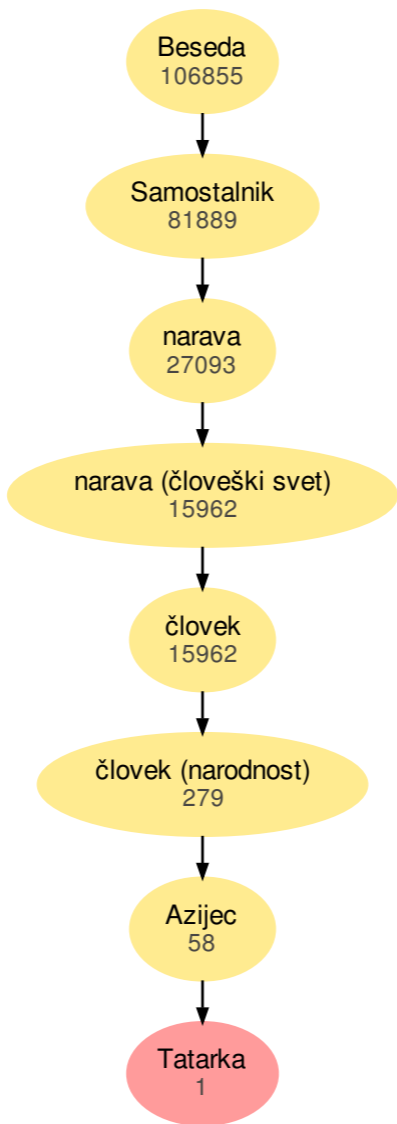 Beseda
106855
Samostalnik
81889
narava
27093
narava (človeški svet)
15962
človek
15962
človek (narodnost)
279
Azijec
58
Tatarka
1